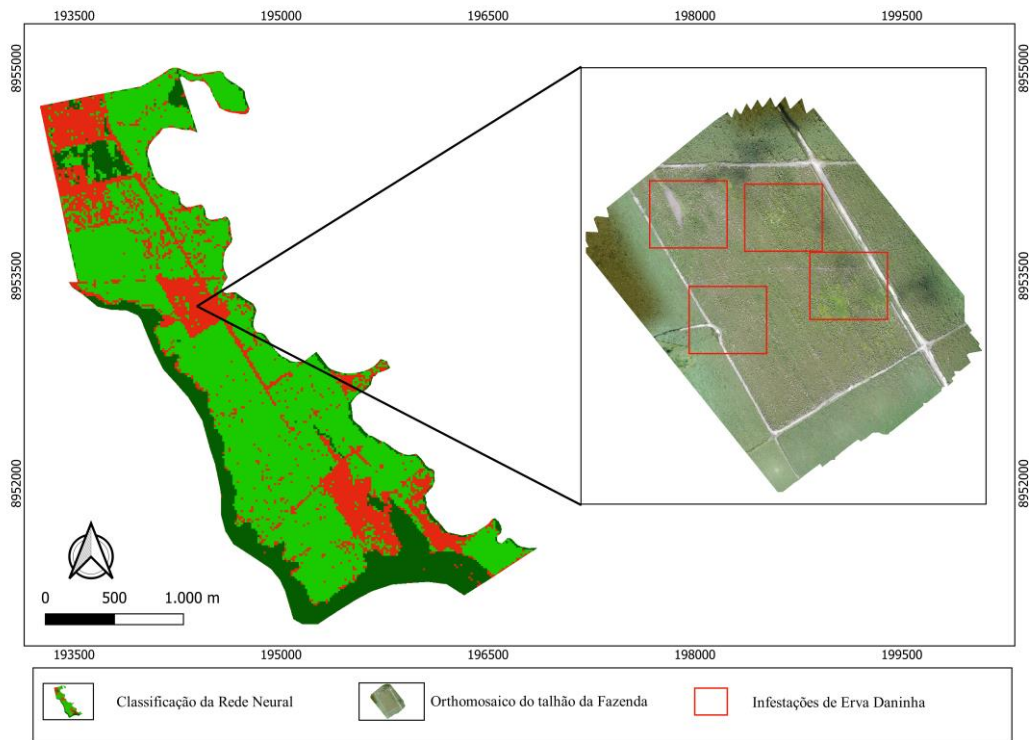 193500 195000 196500 198000 199500
8955000 8955000
8953500 8953500
8952000 8952000
0 500 1.000 m
193500 195000 196500 198000 199500
Classificação da Rede Neural Orthomosaico do talhão da Fazenda Infestações de Erva Daninha